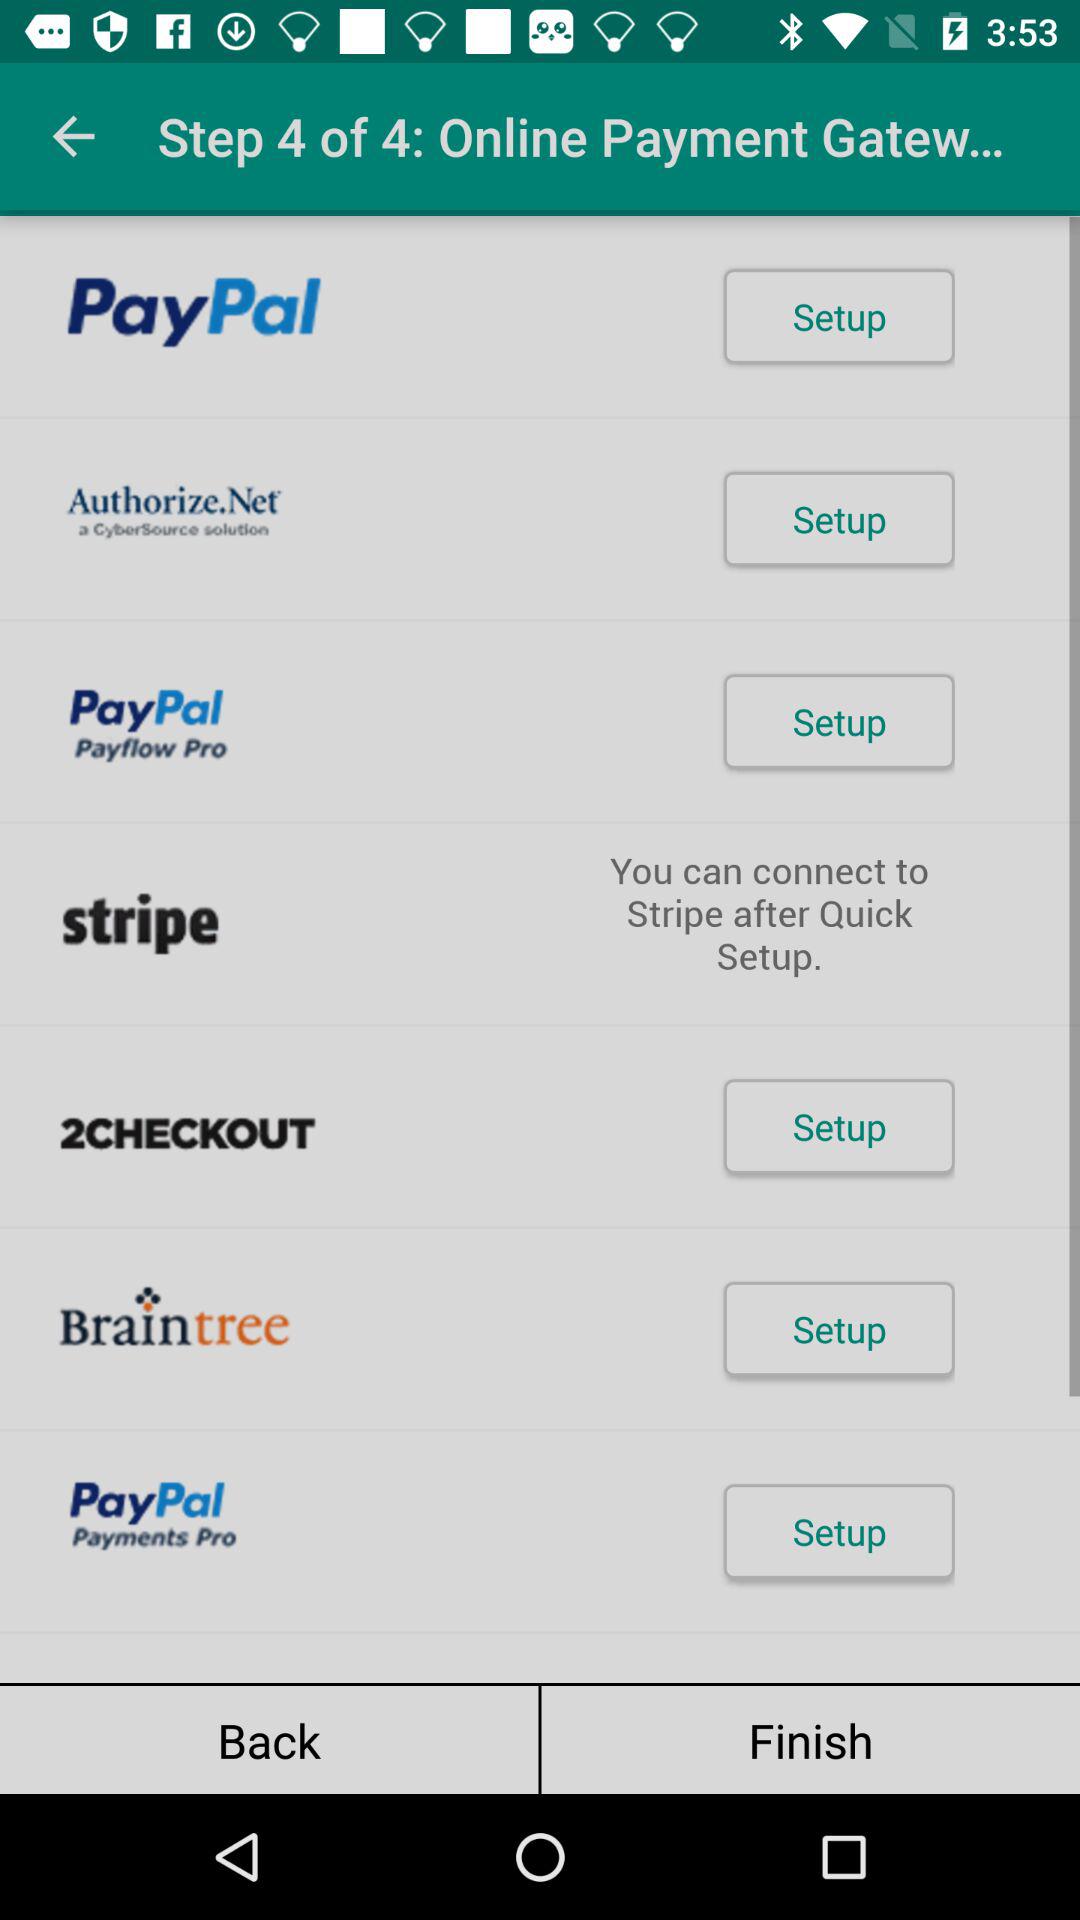 3:53
Step 4 of 4: Online Payment Gatew...
PayPal
Setup
Authorize.Net
a CyberSource solution
Setup
PayPal
Payflow Pro
Setup
stripe
You can connect to
Stripe after Quick
Setup.
2CHECKOUT
Setup
Braintree
Setup
PayPal
Payments Pro
Setup
Back
Finish